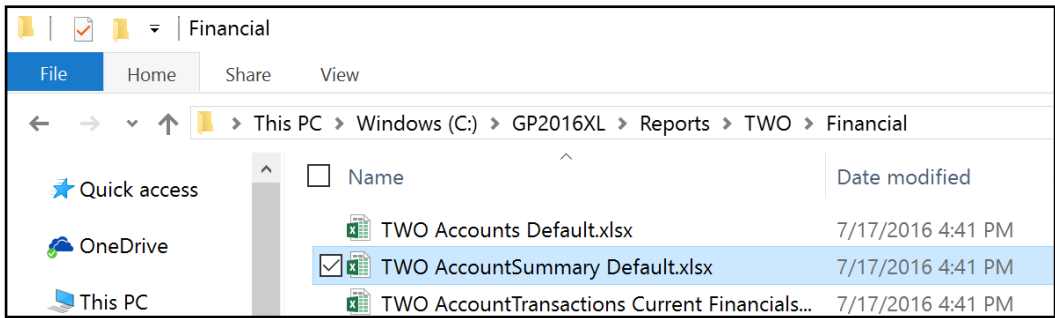 Financial
File Home Share View
This PC > Windows (C:) > GP2016XL > Reports > TWO > Financial
Name Date modified
Quick access
TWO Accounts Default.xlsx 7/17/2016 4:41 PM
OneDrive
TWO AccountSummary Default.xlsx 7/17/2016 4:41 PM
This PC
TWO AccountTransactions Current Financials... 7/17/2016 4:41 PM